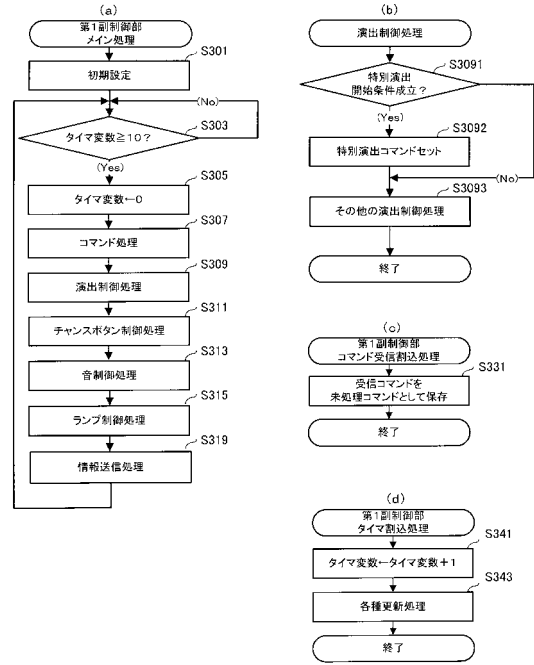 (a)
第1副制御部
メイン処理
S301
初期設定
(No)
S303
タイマ変数≧10?
(Yes)
S305
タイマ変数←0
S307
コマンド処理
S309
演出制御処理
S311
チャンスボタン制御処理
S313
音制御処理
S315
ランプ制御処理
S319
情報送信処理
(b)
演出制御処理
S3091
特別演出
開始条件成立?
(Yes)
S3092
特別演出コマンドセット
(No)
S3093
その他の演出制御処理
終了
(c)
第1副制御部
コマンド受信割込処理
S331
受信コマンドを
未処理コマンドとして保存
終了
(d)
第1副制御部
タイマ割込処理
S341
タイマ変数←タイマ変数+1
S343
各種更新処理
終了